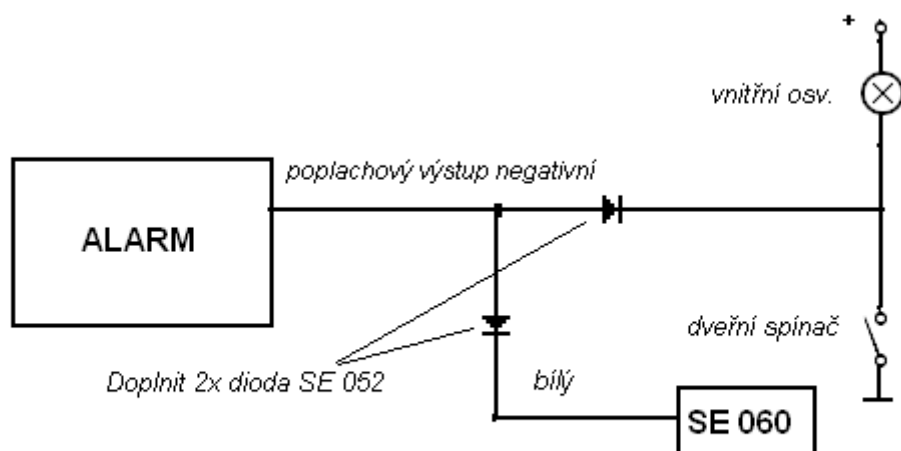 +
vnitřní osv.
poplachový výstup negativní
ALARM
dveřní spínač
Doplnit 2x dioda SE 052
bílý
SE 060